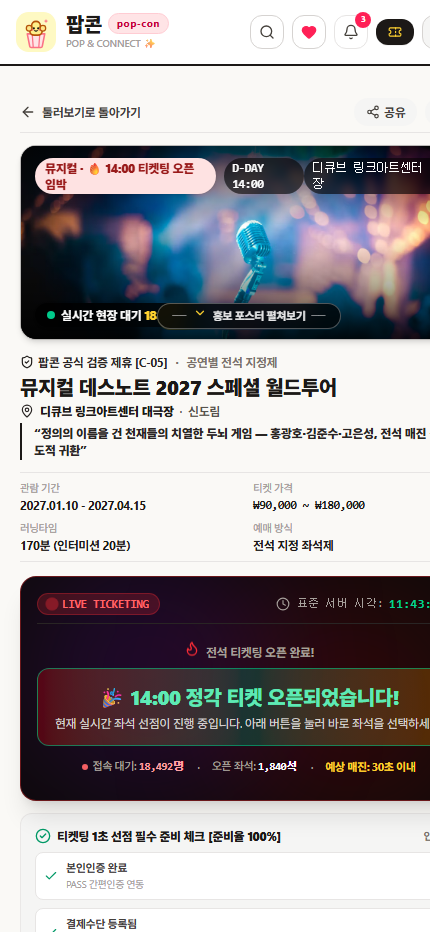 팝콘 pop-con
POP & CONNECT ✨
3
둘러보기로 돌아가기
공유
뮤지컬 · 🔥 14:00 티켓팅 오픈
임박
D-DAY
14:00
디큐브 링크아트센터
장
실시간 현장 대기 18
홍보 포스터 펼쳐보기
팝콘 공식 검증 제휴 [C-05] · 공연별 전석 지정제
뮤지컬 데스노트 2027 스페셜 월드투어
디큐브 링크아트센터 대극장 · 신도림
“정의의 이름을 건 천재들의 치열한 두뇌 게임 — 홍광호·김준수·고은성, 전석 매진
도적 귀환”
관람 기간
2027.01.10 - 2027.04.15
티켓 가격
₩90,000 ~ ₩180,000
러닝타임
170분 (인터미션 20분)
예매 방식
전석 지정 좌석제
LIVE TICKETING
표준 서버 시각: 11:43:
전석 티켓팅 오픈 완료!
🎉 14:00 정각 티켓 오픈되었습니다!
현재 실시간 좌석 선점이 진행 중입니다. 아래 버튼을 눌러 바로 좌석을 선택하세
접속 대기: 18,492명 · 오픈 좌석: 1,840석 · 예상 매진: 30초 이내
티켓팅 1초 선점 필수 준비 체크 [준비율 100%]
본인인증 완료
PASS 간편인증 연동
결제수단 등록됨